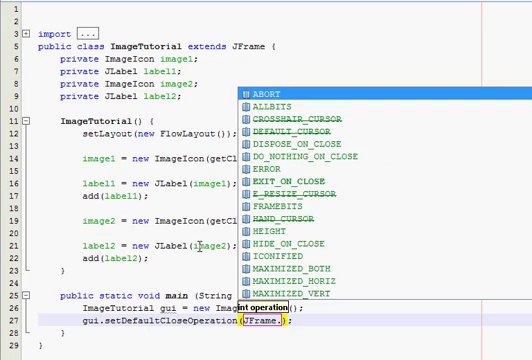 1
2
3 import ...
5 public class ImageTutorial extends JFrame {
6 private ImageIcon image1;
7 private JLabel label1;
8 private ImageIcon image2;
9 private JLabel label2;
10
11 ImageTutorial() {
12 setLayout(new FlowLayout());
13
14 image1 = new ImageIcon(getCl
15
16 label1 = new JLabel(image1);
17 add(label1);
18
19 image2 = new ImageIcon(getCl
20
21 label2 = new JLabel(image2);
22 add(label2);
23 }
24
25 public static void main (String
26 ImageTutorial gui = new Imag
int operation
();
27 gui.setDefaultCloseOperation(JFrame.);
28 }
29 }
ABORT
ALLBITS
CROSSHAIR_CURSOR
DEFAULT_CURSOR
DISPOSE_ON_CLOSE
DO_NOTHING_ON_CLOSE
ERROR
EXIT_ON_CLOSE
E_RESIZE_CURSOR
FRAMEBITS
HAND_CURSOR
HEIGHT
HIDE_ON_CLOSE
ICONIFIED
MAXIMIZED_BOTH
MAXIMIZED_HORIZ
MAXIMIZED_VERT